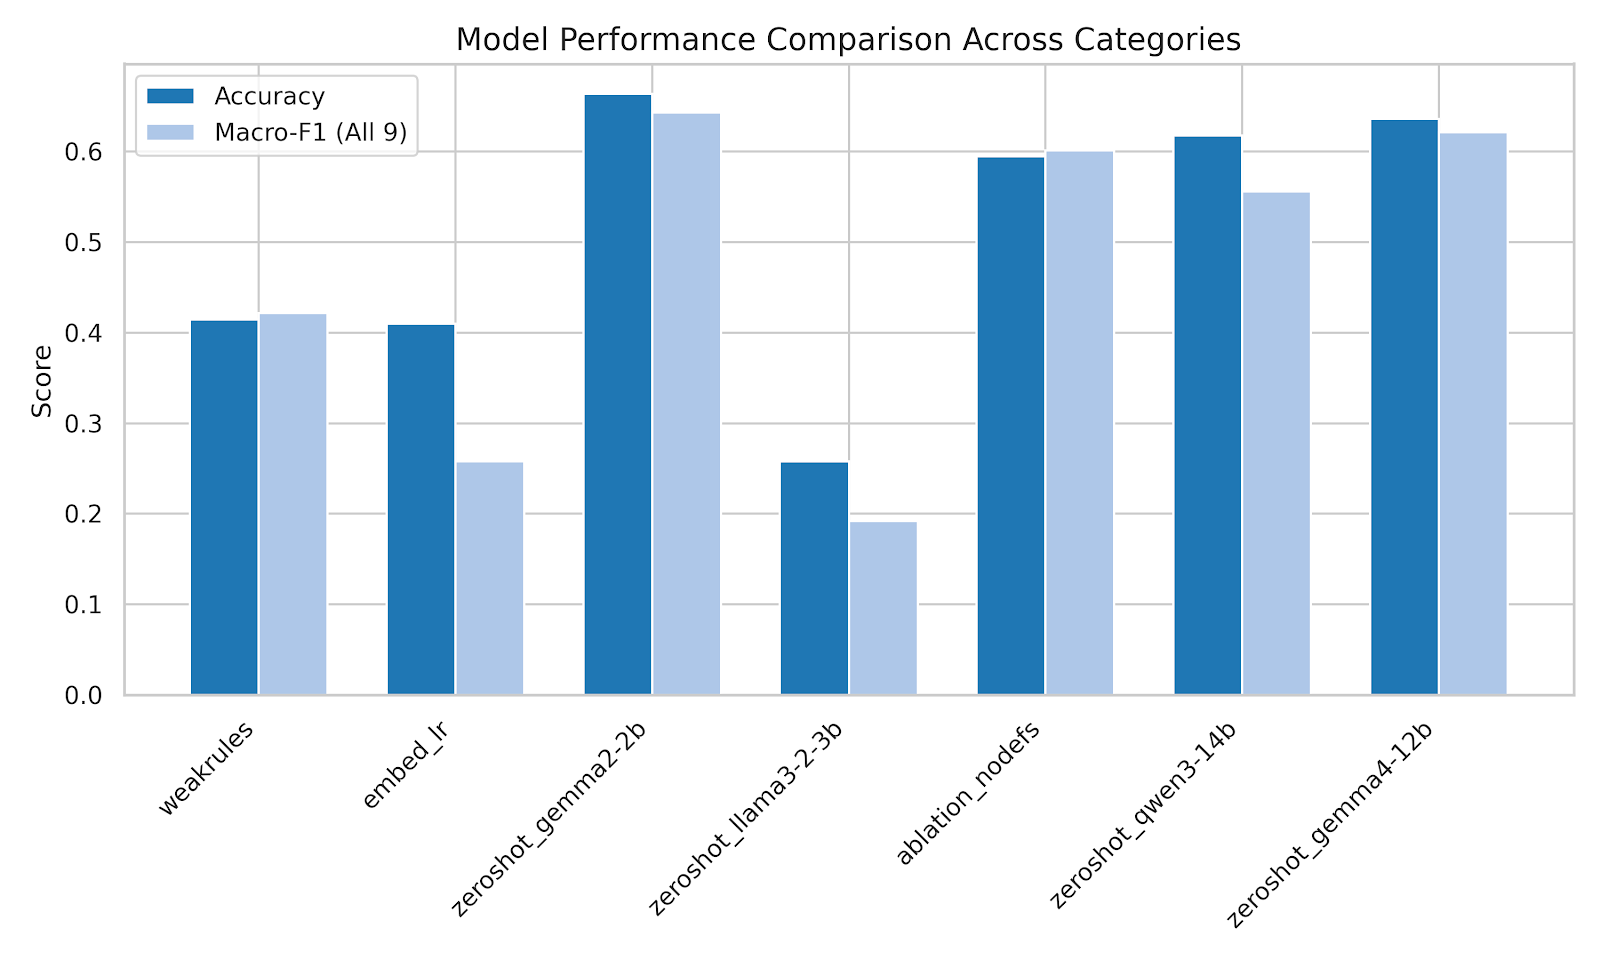 Model Performance Comparison Across Categories
Accuracy
Macro-F1 (All 9)
Score
0.6
0.5
0.4
0.3
0.2
0.1
0.0
weakrules
embed_lr
zeroshot_gemma2-2b
zeroshot_llama3-2-3b
ablation_nodefs
zeroshot_qwen3-14b
zeroshot_gemma4-12b